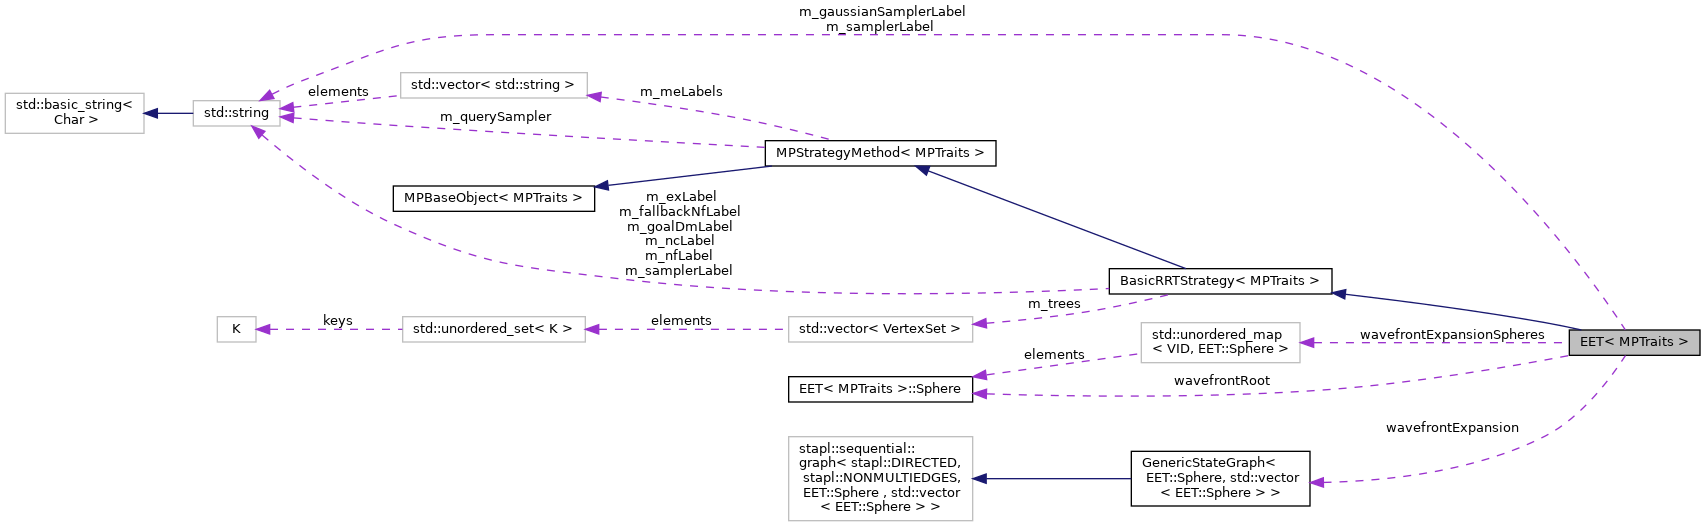 m_gaussianSamplerLabel
m_samplerLabel
std::vector< std::string >
elements
m_meLabels
std::basic_string<
Char >
std::string
m_querySampler
MPStrategyMethod< MPTraits >
MPBaseObject< MPTraits >
m_exLabel
m_fallbackNfLabel
m_goalDmLabel
m_ncLabel
m_nfLabel
m_samplerLabel
BasicRRTStrategy< MPTraits >
m_trees
K
keys
std::unordered_set< K >
elements
std::vector< VertexSet >
std::unordered_map
< VID, EET::Sphere >
wavefrontExpansionSpheres
EET< MPTraits >
elements
EET< MPTraits >::Sphere
wavefrontRoot
wavefrontExpansion
stapl::sequential::
graph< stapl::DIRECTED,
stapl::NONMULTIEDGES,
EET::Sphere , std::vector
< EET::Sphere > >
GenericStateGraph<
EET::Sphere, std::vector
< EET::Sphere > >